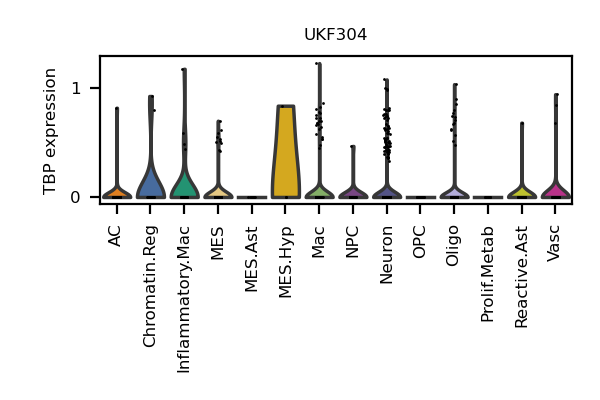 UKF304
TBP expression
1
0
AC
Chromatin.Reg
Inflammatory.Mac
MES
MES.Ast
MES.Hyp
Mac
NPC
Neuron
OPC
Oligo
Prolif.Metab
Reactive.Ast
Vasc